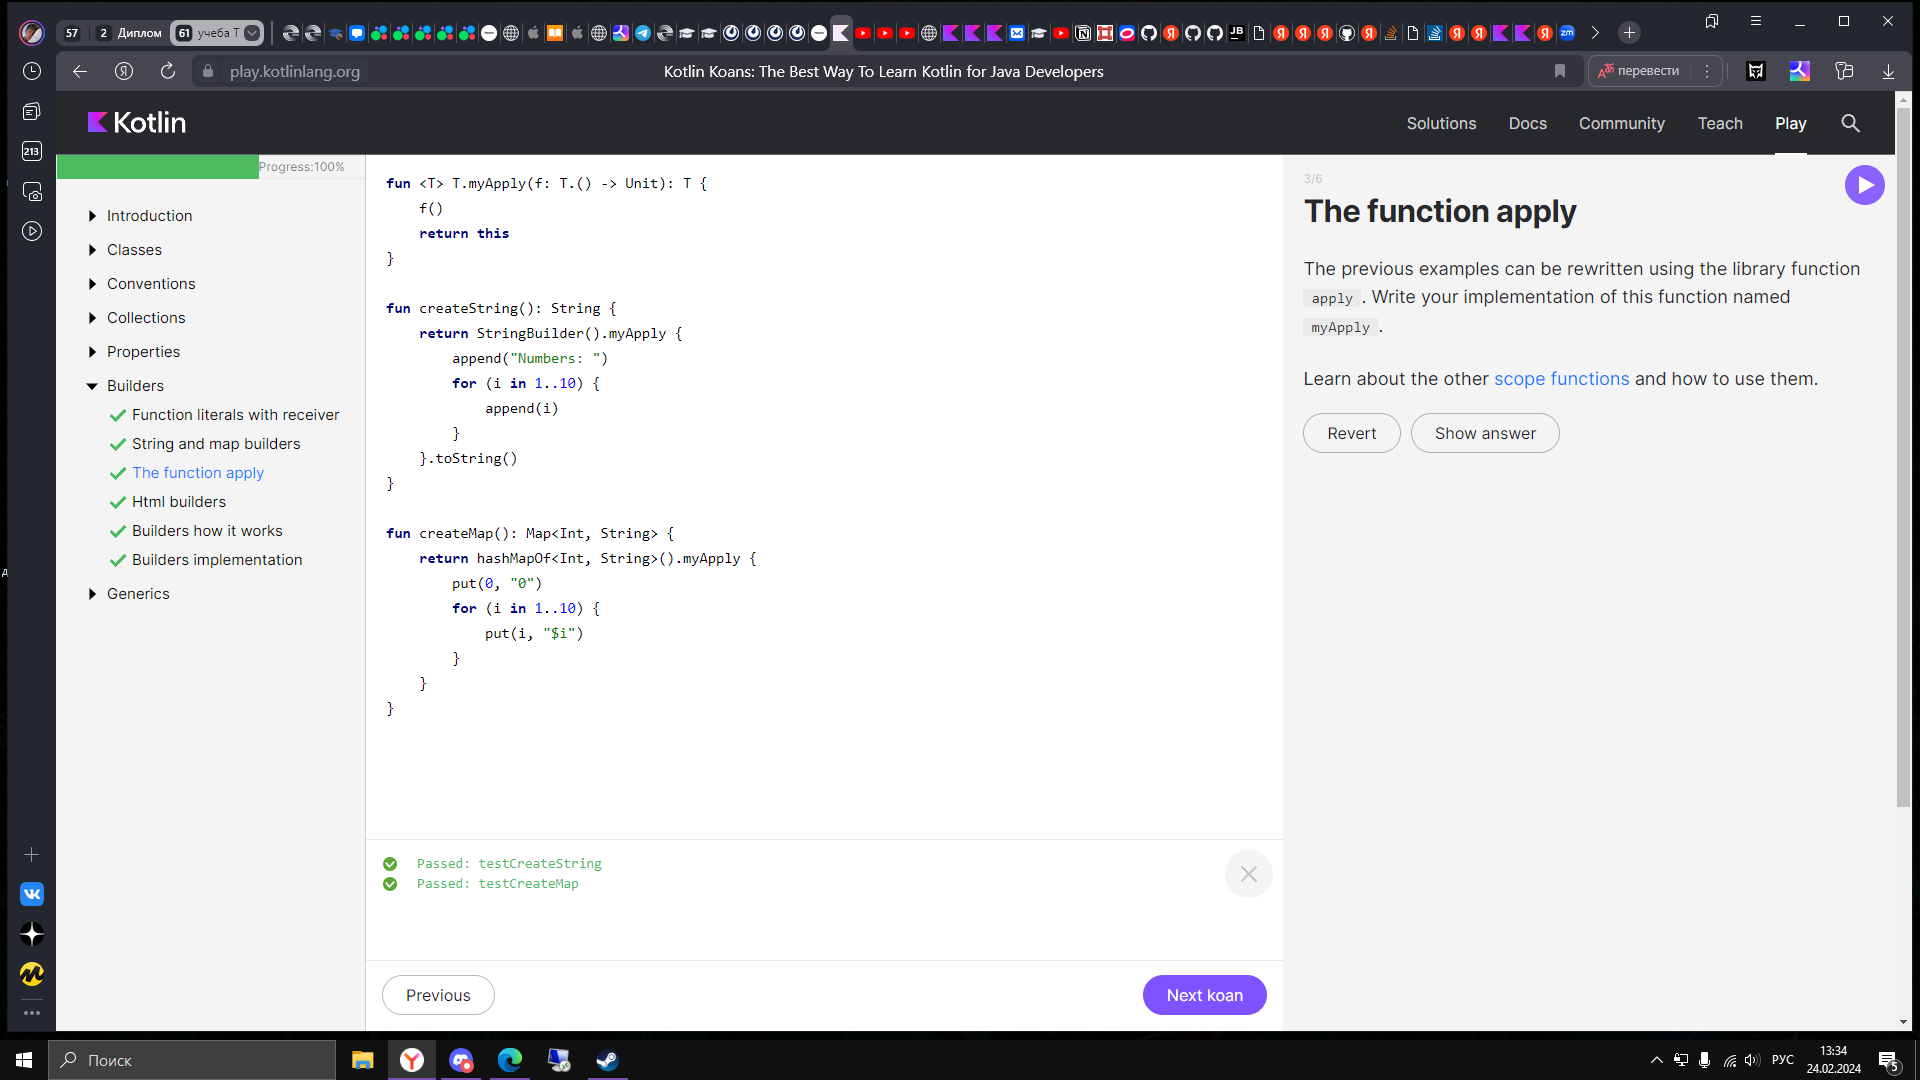 57
2 Диплом
61 учеба Т
play.kotlinlang.org
Kotlin Koans: The Best Way To Learn Kotlin for Java Developers
перевести
213
Kotlin
Solutions
Docs
Community
Teach
Play
Progress:100%
Introduction
Classes
Conventions
Collections
Properties
Builders
Function literals with receiver
String and map builders
The function apply
Html builders
Builders how it works
Builders implementation
Generics
fun <T> T.myApply(f: T.() -> Unit): T {
    f()
    return this
}
fun createString(): String {
    return StringBuilder().myApply {
        append("Numbers: ")
        for (i in 1..10) {
            append(i)
        }
    }.toString()
}
fun createMap(): Map<Int, String> {
    return hashMapOf<Int, String>().myApply {
        put(0, "0")
        for (i in 1..10) {
            put(i, "$i")
        }
    }
}
Passed: testCreateString
Passed: testCreateMap
Previous
Next koan
3/6
The function apply
The previous examples can be rewritten using the library function
apply . Write your implementation of this function named
myApply .
Learn about the other scope functions and how to use them.
Revert
Show answer
Поиск
РУС
13:34
24.02.2024
5